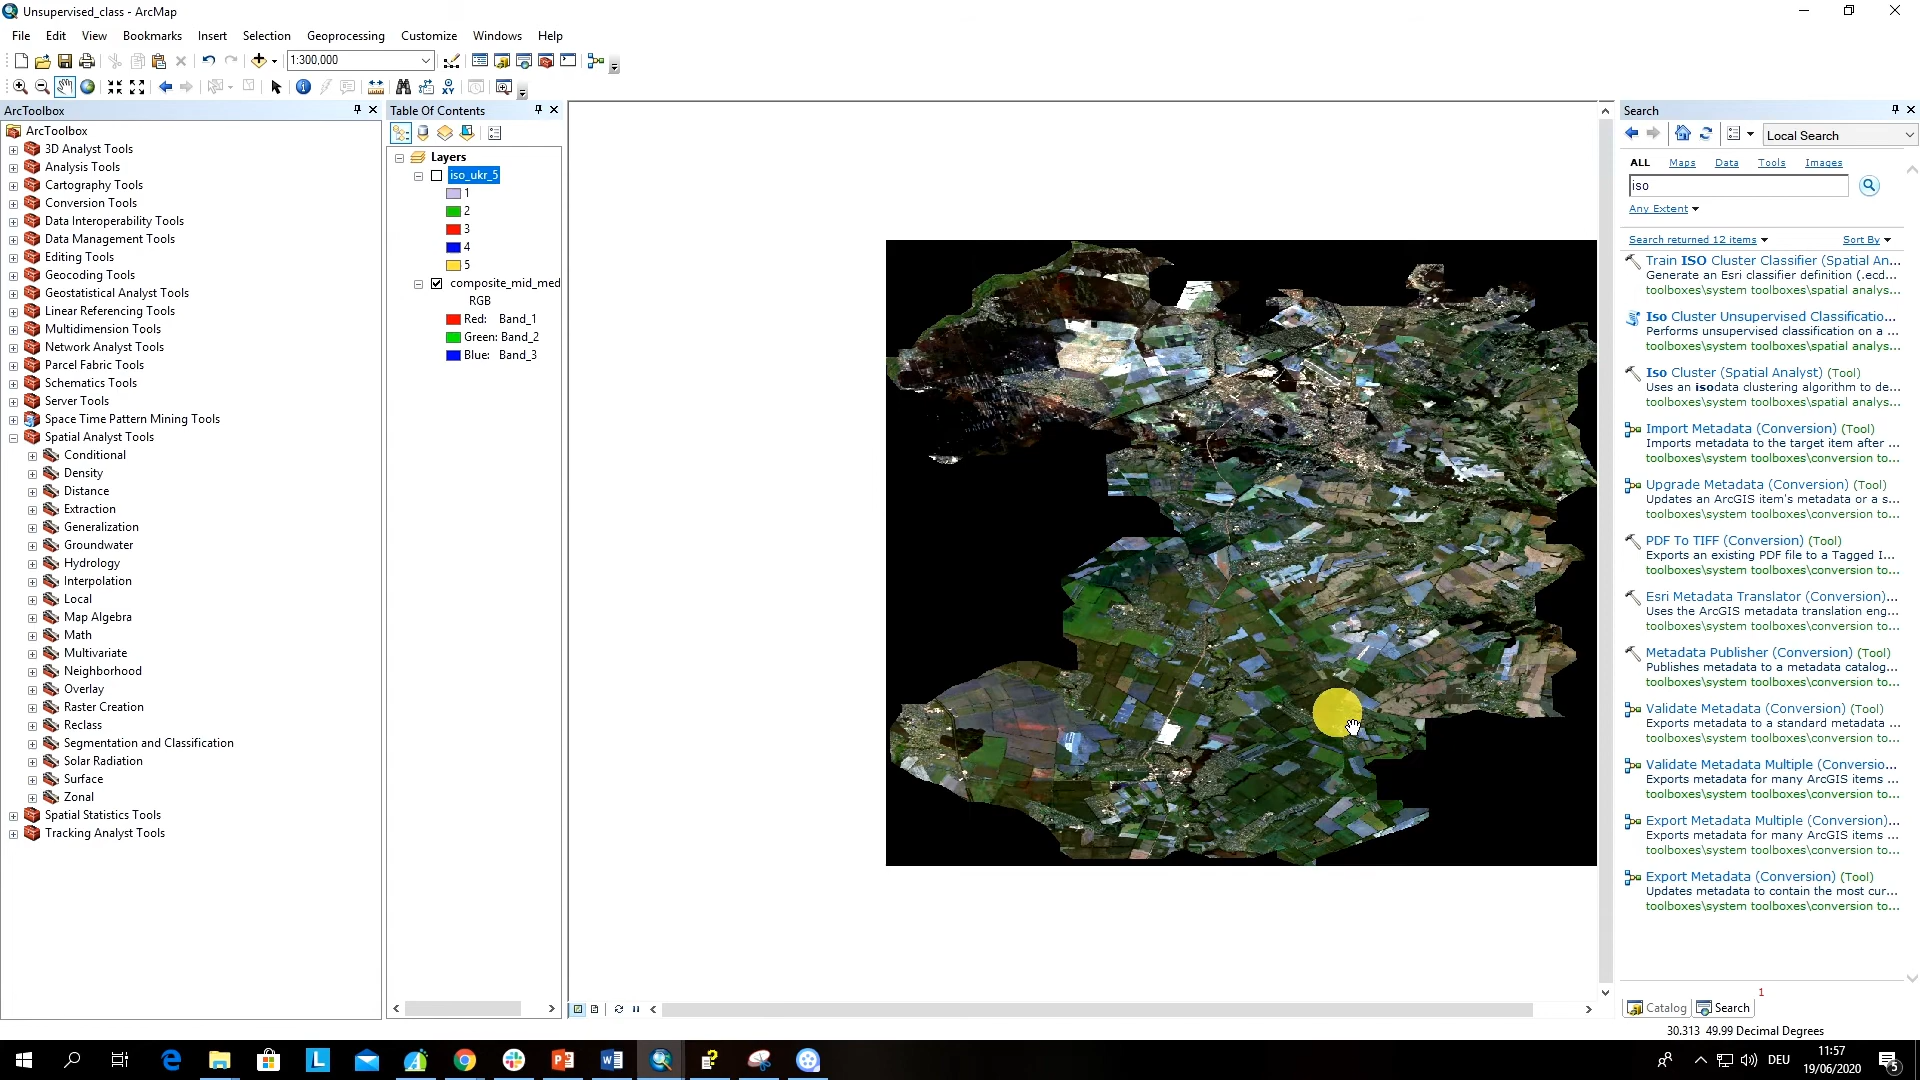 Unsupervised_class - ArcMap
File Edit View Bookmarks Insert Selection Geoprocessing Customize Windows Help
1:300,000
ArcToolbox
ArcToolbox
3D Analyst Tools
Analysis Tools
Cartography Tools
Conversion Tools
Data Interoperability Tools
Data Management Tools
Editing Tools
Geocoding Tools
Geostatistical Analyst Tools
Linear Referencing Tools
Multidimension Tools
Network Analyst Tools
Parcel Fabric Tools
Schematics Tools
Server Tools
Space Time Pattern Mining Tools
Spatial Analyst Tools
Conditional
Density
Distance
Extraction
Generalization
Groundwater
Hydrology
Interpolation
Local
Map Algebra
Math
Multivariate
Neighborhood
Overlay
Raster Creation
Reclass
Segmentation and Classification
Solar Radiation
Surface
Zonal
Spatial Statistics Tools
Tracking Analyst Tools
Table Of Contents
Layers
iso_ukr_5
1
2
3
4
5
composite_mid_med
RGB
Red: Band_1
Green: Band_2
Blue: Band_3
Search
Local Search
ALL Maps Data Tools Images
iso
Any Extent
Search returned 12 items Sort By
Train ISO Cluster Classifier (Spatial An...
Generate an Esri classifier definition (.ecd...
toolboxes\system toolboxes\spatial analys...
Iso Cluster Unsupervised Classificatio...
Performs unsupervised classification on a ...
toolboxes\system toolboxes\spatial analys...
Iso Cluster (Spatial Analyst) (Tool)
Uses an isodata clustering algorithm to de...
toolboxes\system toolboxes\spatial analys...
Import Metadata (Conversion) (Tool)
Imports metadata to the target item after ...
toolboxes\system toolboxes\conversion to...
Upgrade Metadata (Conversion) (Tool)
Updates an ArcGIS item's metadata or a s...
toolboxes\system toolboxes\conversion to...
PDF To TIFF (Conversion) (Tool)
Exports an existing PDF file to a Tagged I...
toolboxes\system toolboxes\conversion to...
Esri Metadata Translator (Conversion)...
Uses the ArcGIS metadata translation eng...
toolboxes\system toolboxes\conversion to...
Metadata Publisher (Conversion) (Tool)
Publishes metadata to a metadata catalog...
toolboxes\system toolboxes\conversion to...
Validate Metadata (Conversion) (Tool)
Exports metadata to a standard metadata ...
toolboxes\system toolboxes\conversion to...
Validate Metadata Multiple (Conversio...
Exports metadata for many ArcGIS items ...
toolboxes\system toolboxes\conversion to...
Export Metadata Multiple (Conversion)...
Exports metadata for many ArcGIS items ...
toolboxes\system toolboxes\conversion to...
Export Metadata (Conversion) (Tool)
Updates metadata to contain the most cur...
toolboxes\system toolboxes\conversion to...
1
Catalog Search
30.313 49.99 Decimal Degrees
DEU
11:57
19/06/2020
5